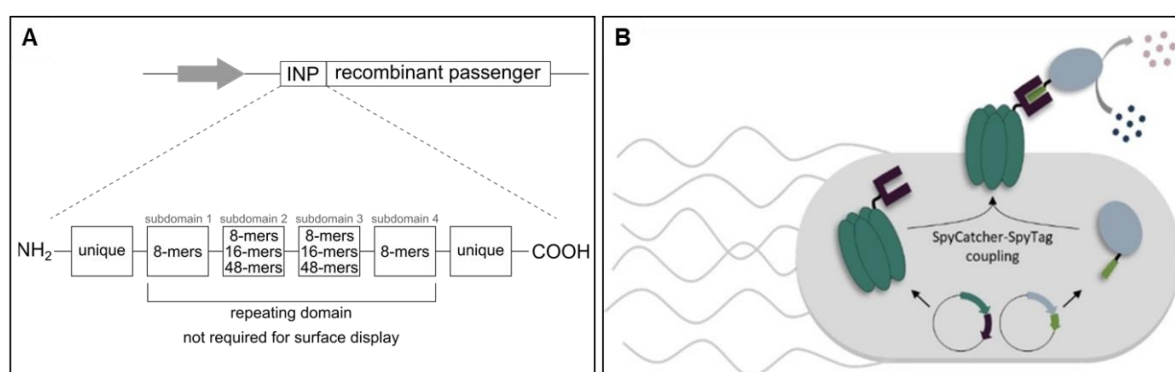 A
INP recombinant passenger
subdomain 1 subdomain 2 subdomain 3 subdomain 4
NH2 unique 8-mers 8-mers 16-mers 48-mers 8-mers 16-mers 48-mers 8-mers unique COOH
repeating domain
not required for surface display
B
SpyCatcher-SpyTag
coupling